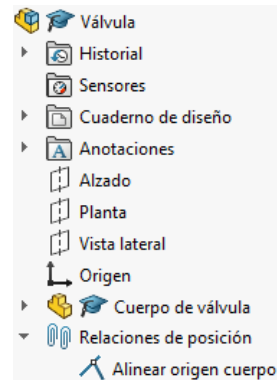 Válvula
Historial
Sensores
Cuaderno de diseño
Anotaciones
Alzado
Planta
Vista lateral
Origen
Cuerpo de válvula
Relaciones de posición
Alinear origen cuerpo